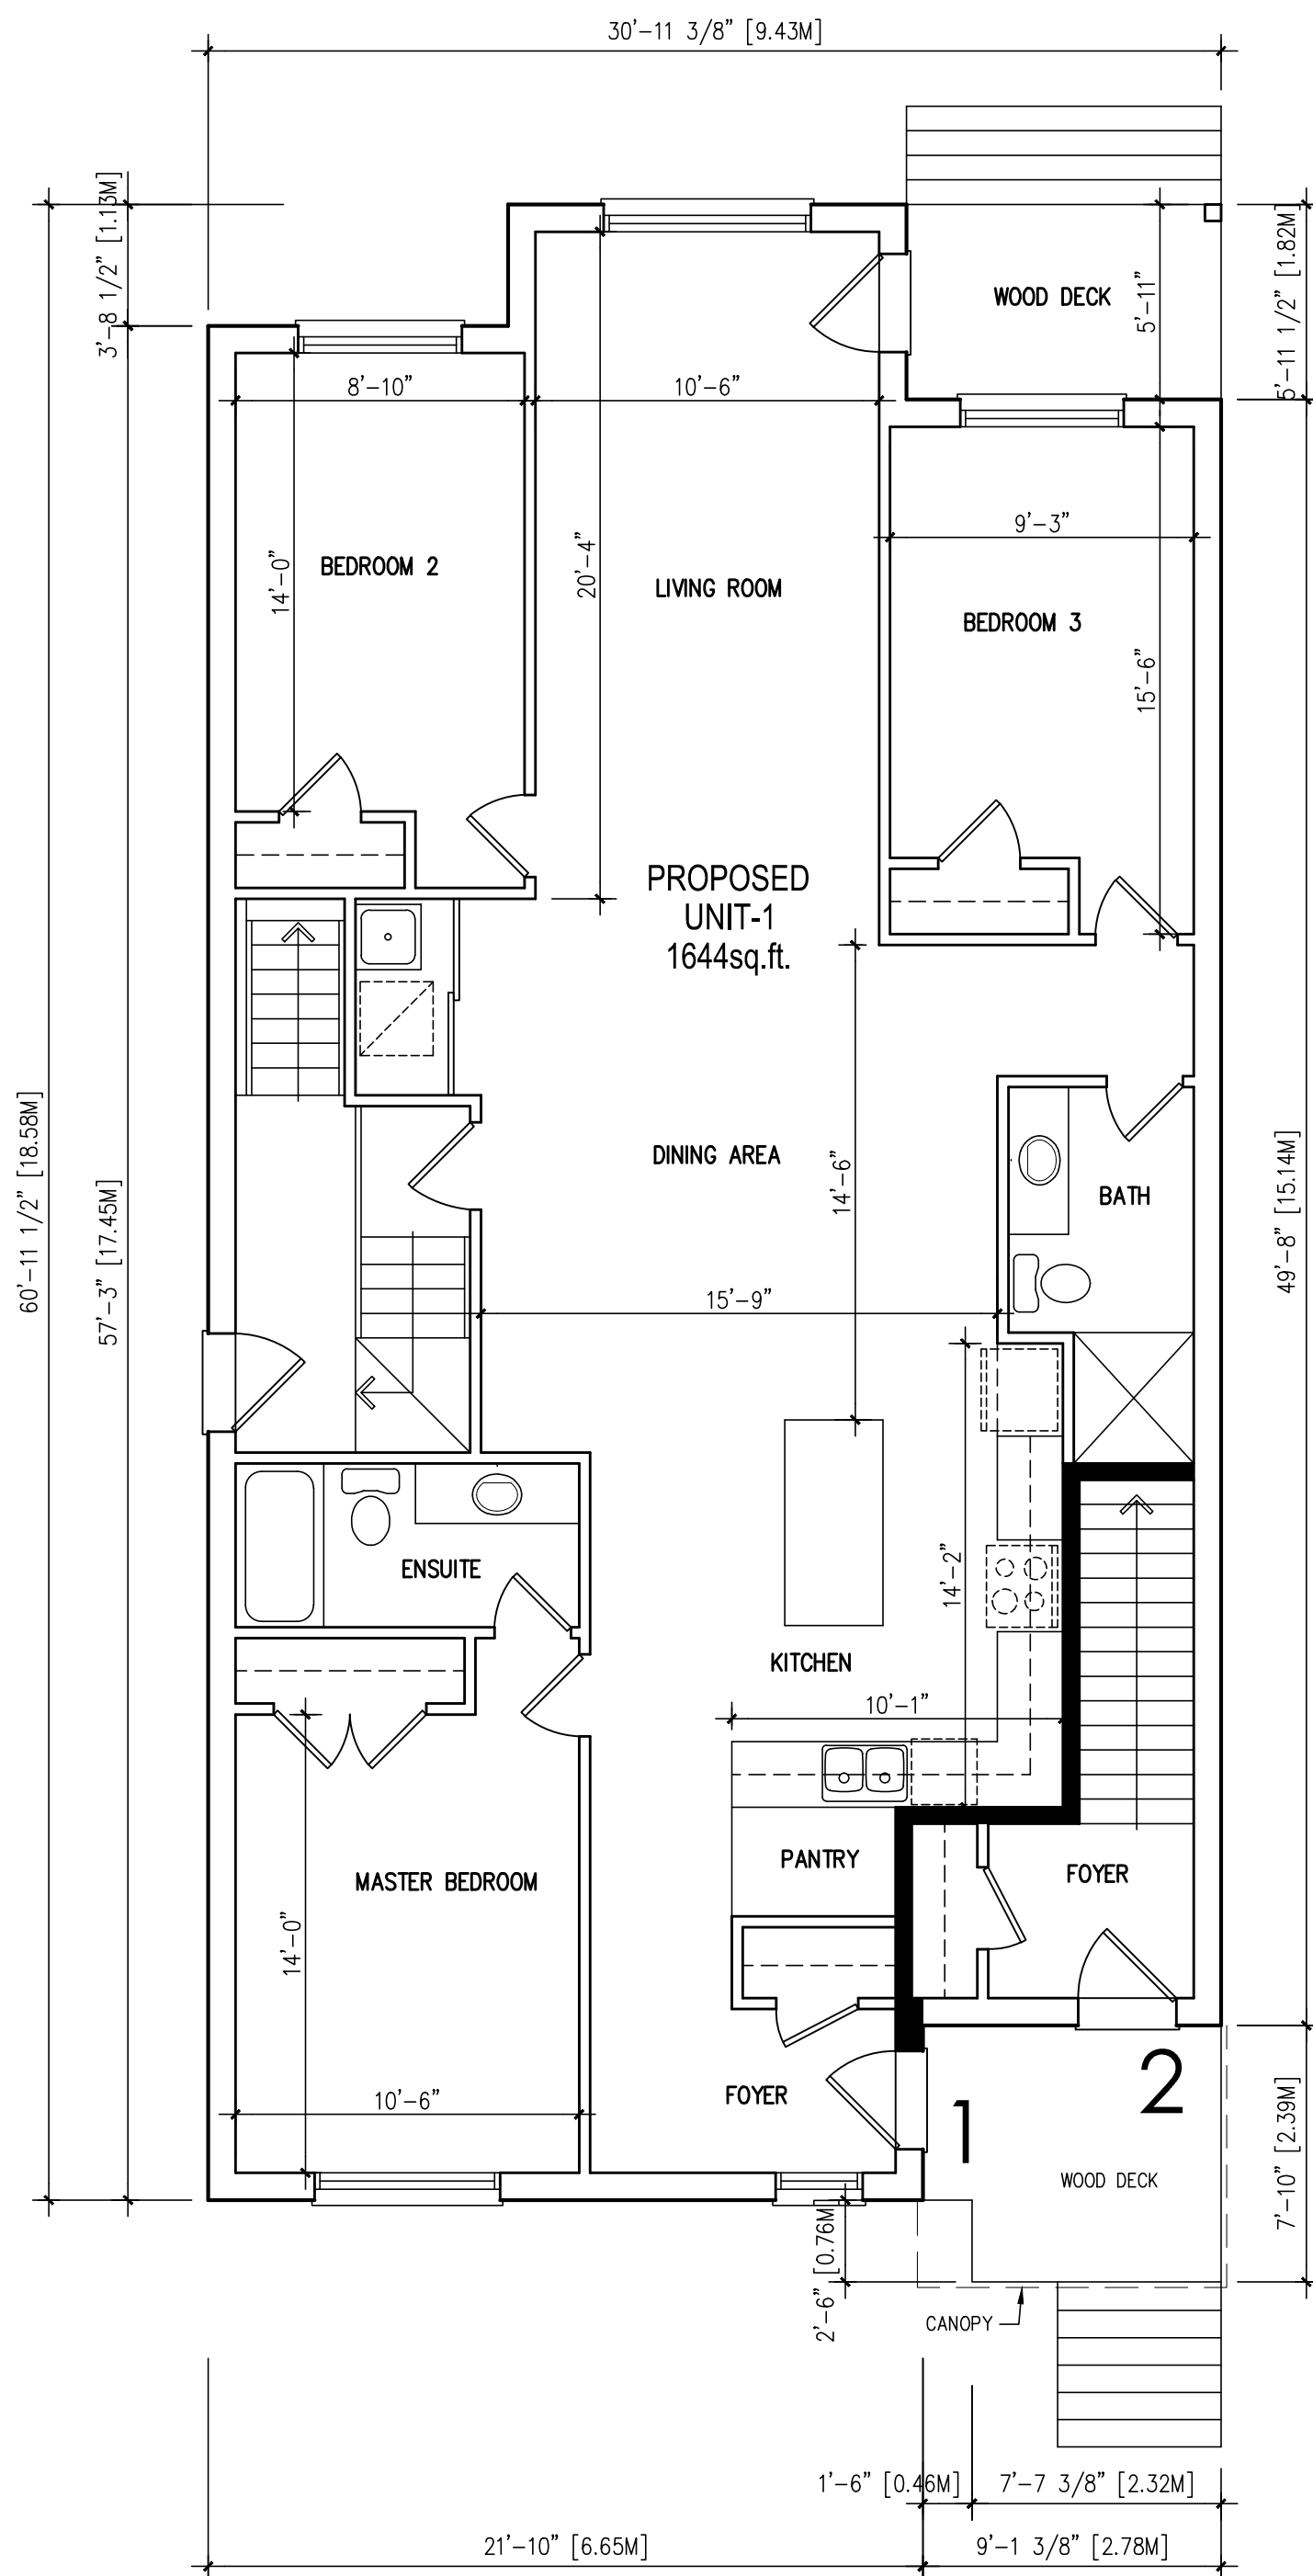 30'-11 3/8" [9.43M]
3'-8 1/2" [1.13M]
WOOD DECK
5'-11"
5'-11 1/2" [1.82M]
8'-10"
10'-6"
9'-3"
14'-0"
BEDROOM 2
20'-4"
LIVING ROOM
BEDROOM 3
15'-6"
PROPOSED
UNIT-1
1644sq.ft.
60'-11 1/2" [18.58M]
57'-3" [17.45M]
DINING AREA
14'-6"
BATH
49'-8" [15.14M]
15'-9"
ENSUITE
14'-2"
KITCHEN
10'-1"
PANTRY
FOYER
MASTER BEDROOM
14'-0"
10'-6"
FOYER
1
2
WOOD DECK
7'-10" [2.39M]
2'-6" [0.76M]
CANOPY
1'-6" [0.46M]
7'-7 3/8" [2.32M]
21'-10" [6.65M]
9'-1 3/8" [2.78M]